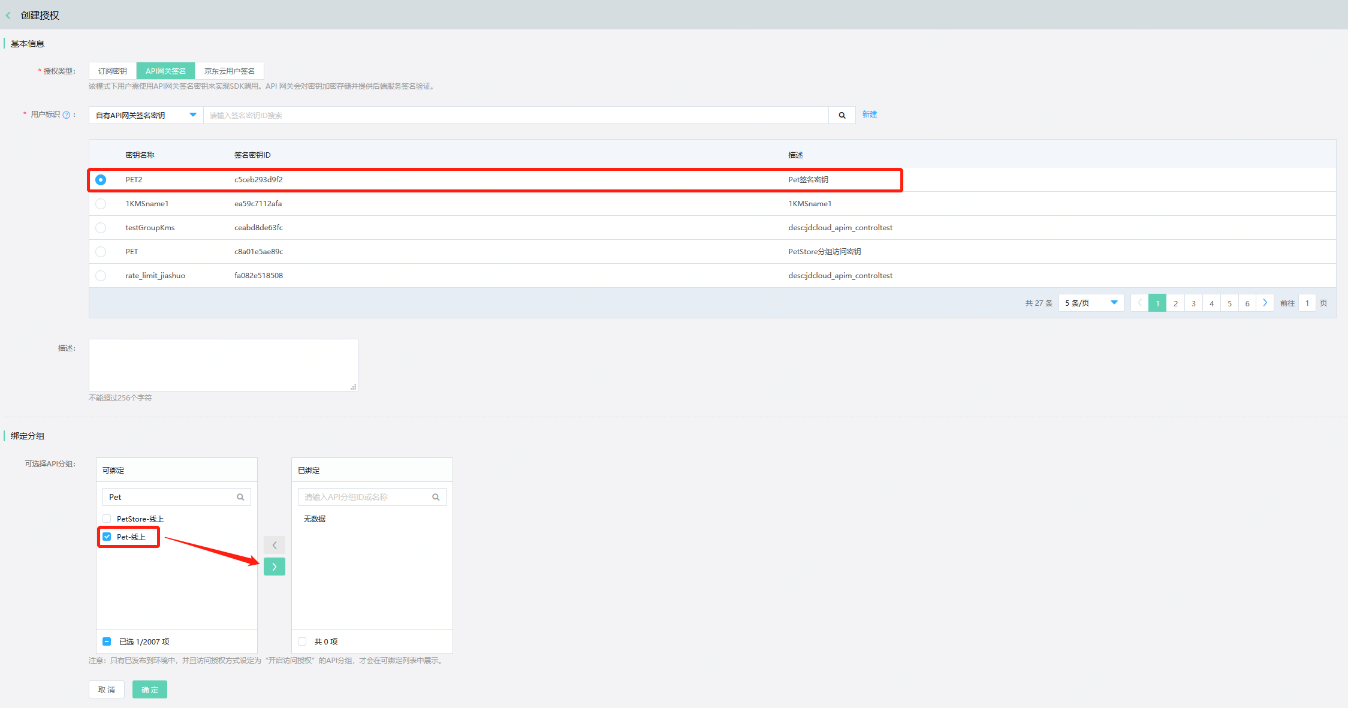 创建授权
基本信息
* 授权类型: 订阅密钥 API网关签名 京东云用户签名
该模式下用户需使用API网关签名密钥来实现SDK调用。API 网关会对密钥加密存储并提供后端服务签名验证。
* 用户标识 ? : 自有API网关签名密钥 请输入签名密钥ID搜索 新建
密钥名称 签名密钥ID 描述
PET2 c5ceb293d9f2 Pet签名密钥
1KMSname1 ea59c7112afa 1KMSname1
testGroupKms ceabd8de63fc desc:jdcloud_apim_controltest
PET c8a01e5ae89c PetStore分组访问密钥
rate_limit_jiashuo fa082e518508 desc:jdcloud_apim_controltest
共 27 条 5 条/页 1 2 3 4 5 6 前往 1 页
描述:
不能超过256个字符
绑定分组
可选择API分组:
可绑定 已绑定
Pet 请输入API分组ID或名称
PetStore-线上 无数据
Pet-线上
已选 1/2007 项 共 0 项
注意：只有已发布到环境中，并且访问授权方式设定为“开启访问授权”的API分组，才会在可绑定列表中展示。
取消 确定